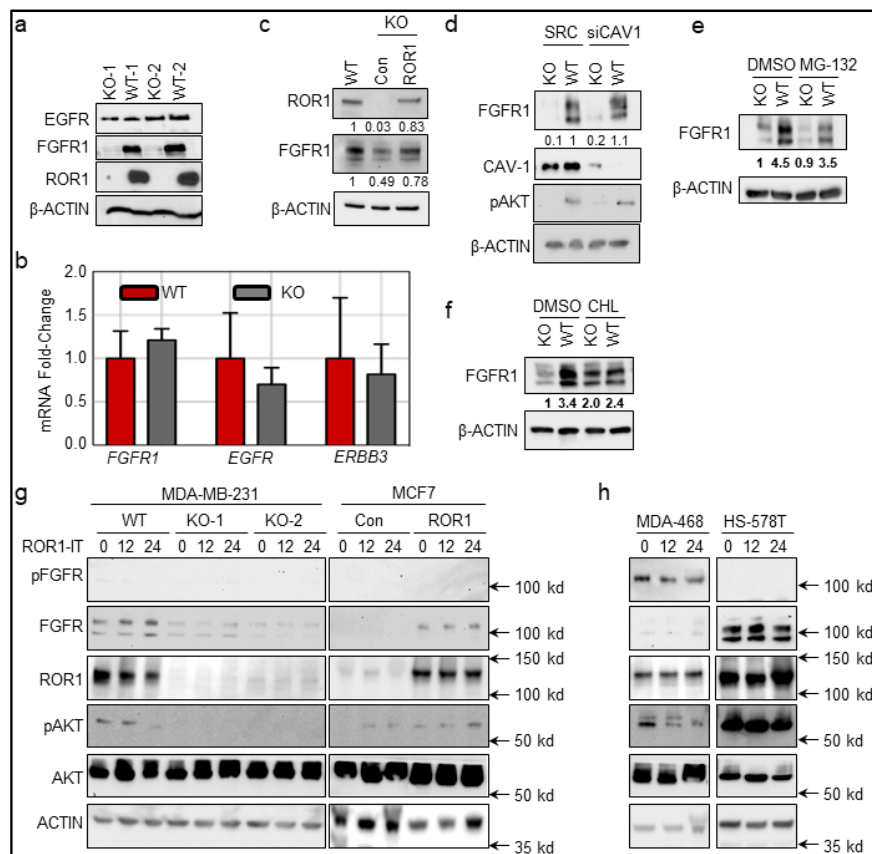 a
KO-1 WT-1 KO-2 WT-2
EGFR
FGFR1
ROR1
β-ACTIN
c
KO
WT Con ROR1
ROR1
1 0.03 0.83
FGFR1
1 0.49 0.78
β-ACTIN
d
SRC siCAV1
KO WT KO WT
FGFR1
0.1 1 0.2 1.1
CAV-1
pAKT
β-ACTIN
e
DMSO MG-132
KO WT KO WT
FGFR1
1 4.5 0.9 3.5
β-ACTIN
b
mRNA Fold-Change
2.0
1.5
1.0
0.5
0.0
WT KO
FGFR1 EGFR ERBB3
f
DMSO CHL
KO WT KO WT
FGFR1
1 3.4 2.0 2.4
β-ACTIN
g
MDA-MB-231 MCF7
WT KO-1 KO-2 Con ROR1
ROR1-IT 0 12 24 0 12 24 0 12 24 0 12 24 0 12 24
pFGFR
← 100 kd
FGFR
← 100 kd
← 150 kd
ROR1
← 100 kd
pAKT
← 50 kd
AKT
← 50 kd
ACTIN
← 35 kd
h
MDA-468 HS-578T
0 12 24 0 12 24
← 100 kd
← 100 kd
← 150 kd
← 100 kd
← 50 kd
← 50 kd
← 35 kd